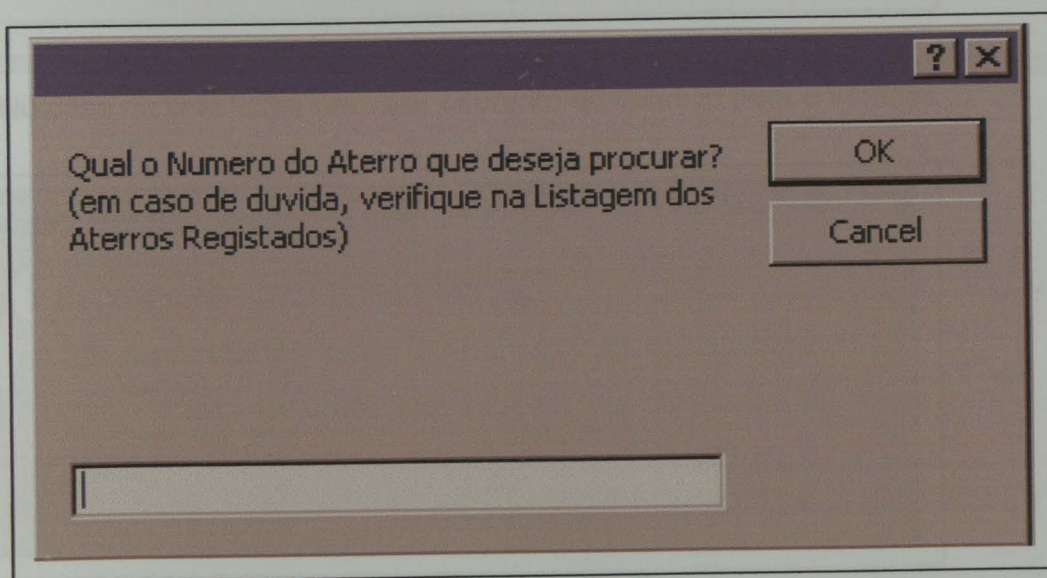 ?
Qual o Numero do Aterro que deseja procurar?
(em caso de duvida, verifique na Listagem dos
Aterros Registados)
OK
Cancel